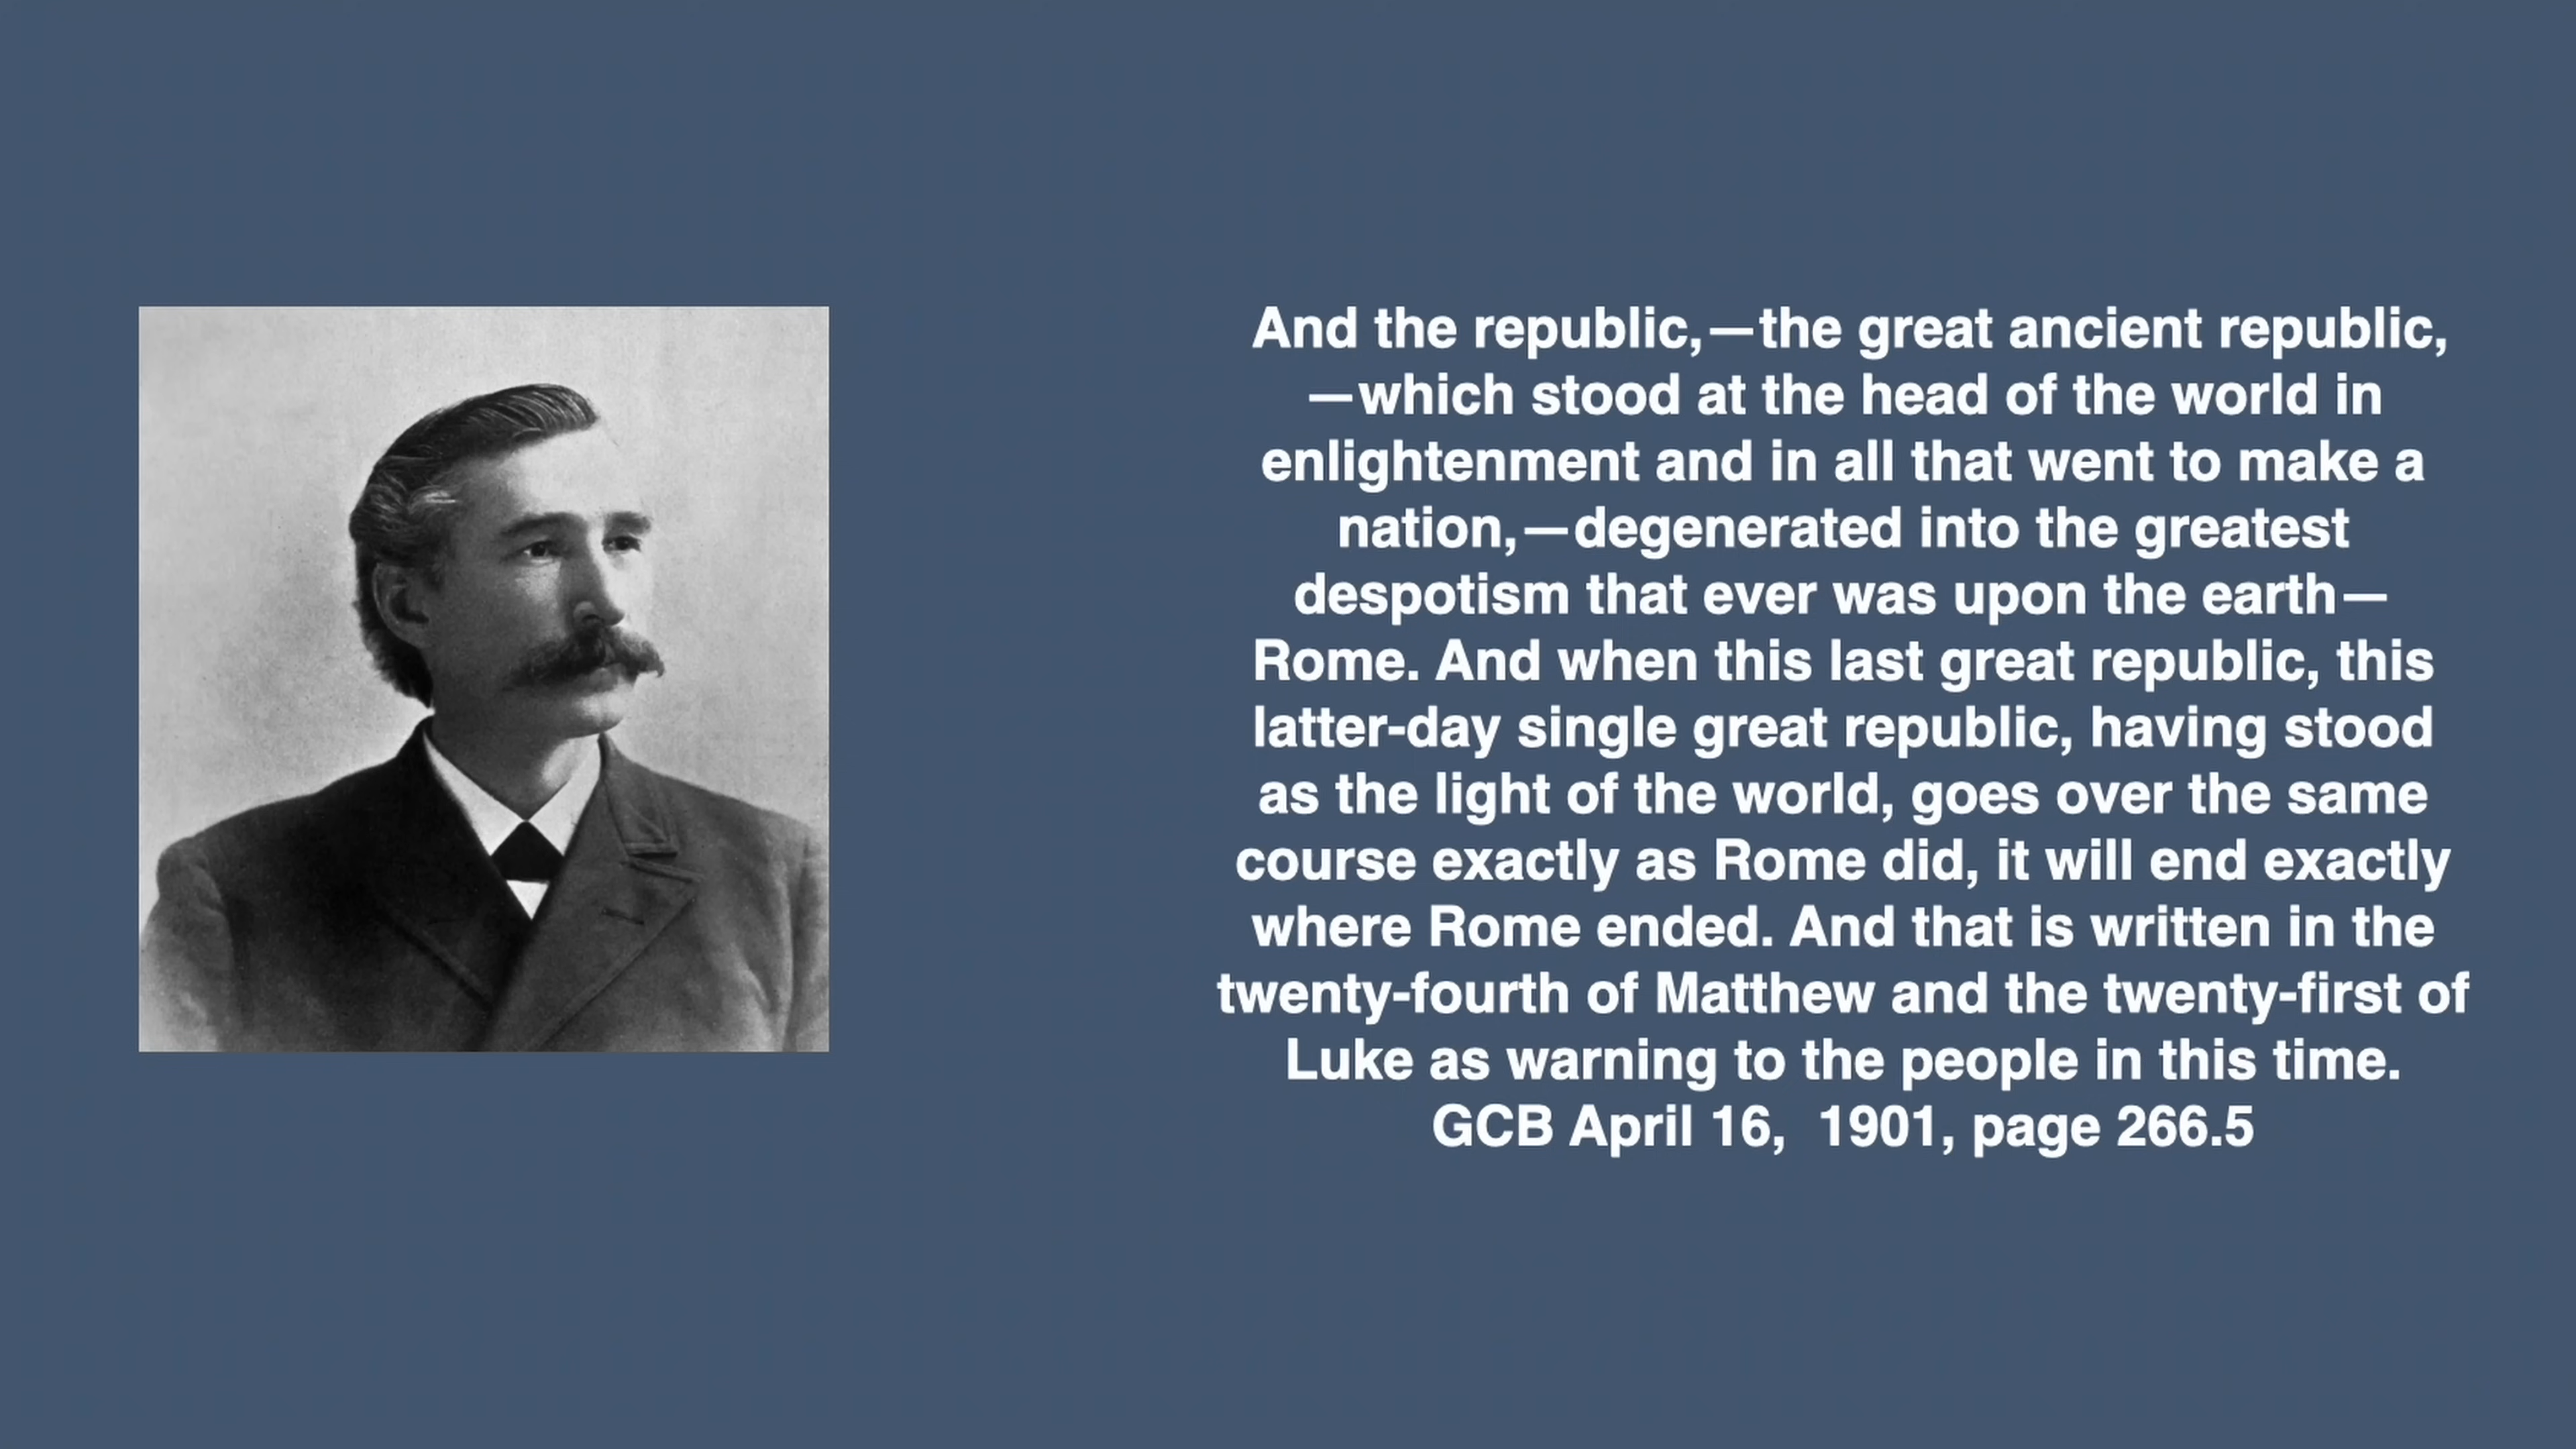 And the republic,—the great ancient republic,
—which stood at the head of the world in
enlightenment and in all that went to make a
nation,—degenerated into the greatest
despotism that ever was upon the earth—
Rome. And when this last great republic, this
latter-day single great republic, having stood
as the light of the world, goes over the same
course exactly as Rome did, it will end exactly
where Rome ended. And that is written in the
twenty-fourth of Matthew and the twenty-first of
Luke as warning to the people in this time.
GCB April 16,  1901, page 266.5